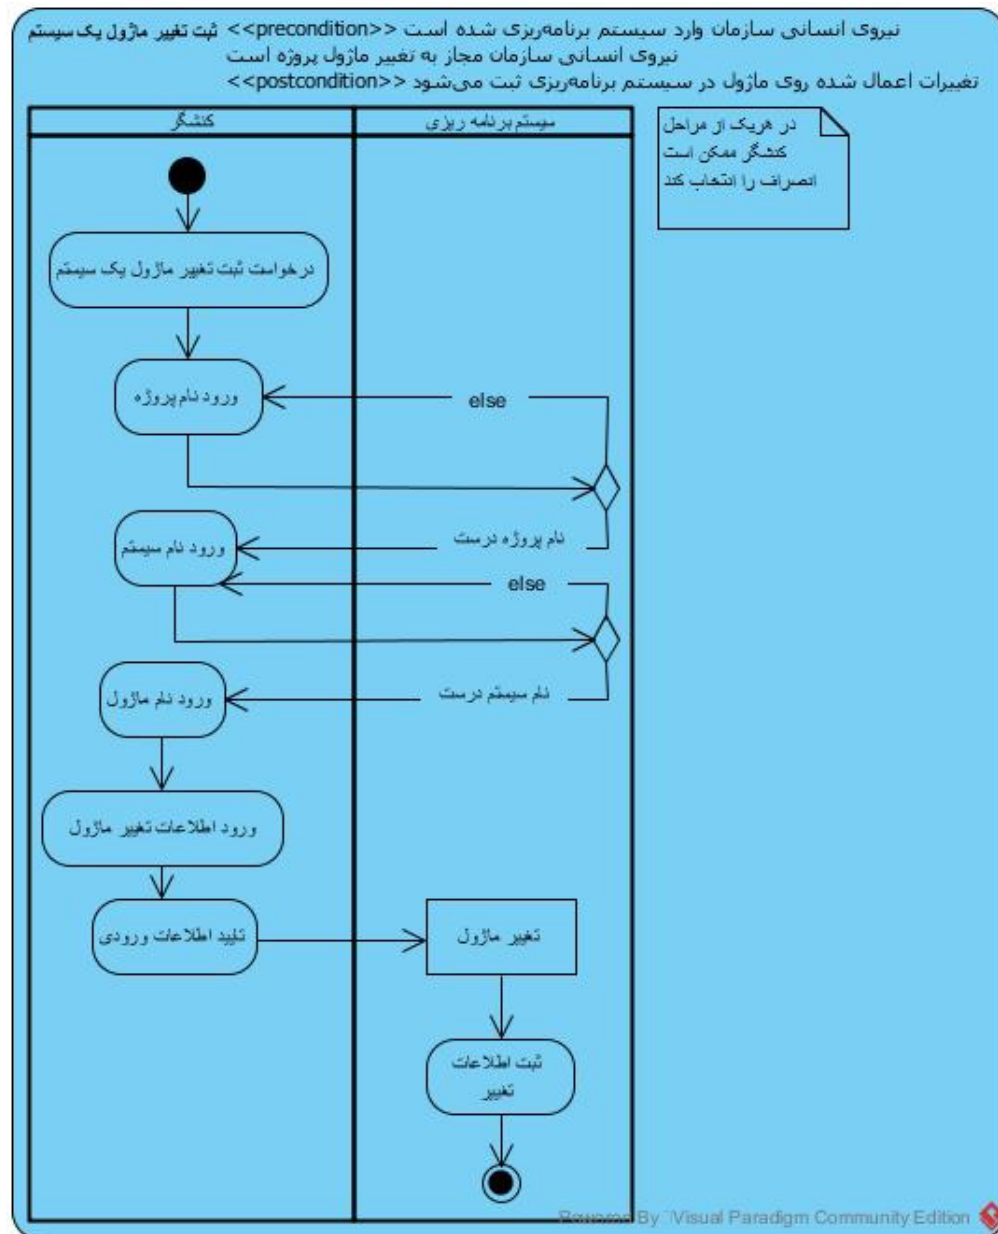 ثبت تغییر ماژول یک سیستم <<precondition>> نیروی انسانی سازمان وارد سیستم برنامه‌ریزی شده است
نیروی انسانی سازمان مجاز به تغییر ماژول پروژه است
<<postcondition>> تغییرات اعمال شده روی ماژول در سیستم برنامه‌ریزی ثبت می‌شود
کنشگر
سیستم برنامه ریزی
در هریک از مراحل
کنشگر ممکن است
انصراف را انتخاب کند
درخواست ثبت تغییر ماژول یک سیستم
ورود نام پروژه
else
نام پروژه درست
ورود نام سیستم
else
نام سیستم درست
ورود نام ماژول
ورود اطلاعات تغییر ماژول
تایید اطلاعات ورودی
تغییر ماژول
ثبت اطلاعات
تغییر
Powered By Visual Paradigm Community Edition